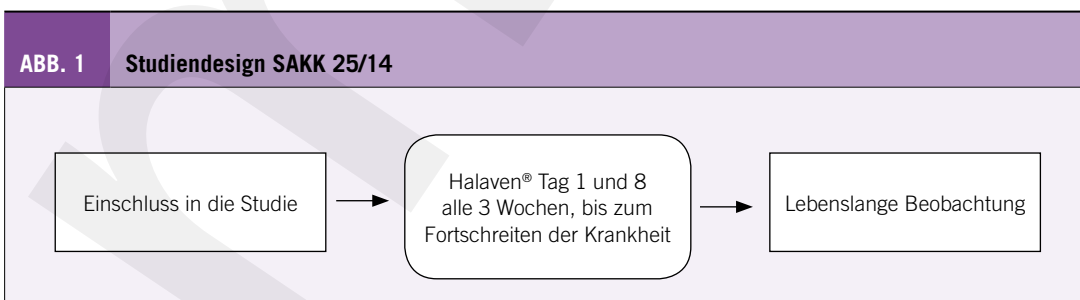 ABB. 1 Studiendesign SAKK 25/14
Einschluss in die Studie
Halaven® Tag 1 und 8
alle 3 Wochen, bis zum
Fortschreiten der Krankheit
Lebenslange Beobachtung